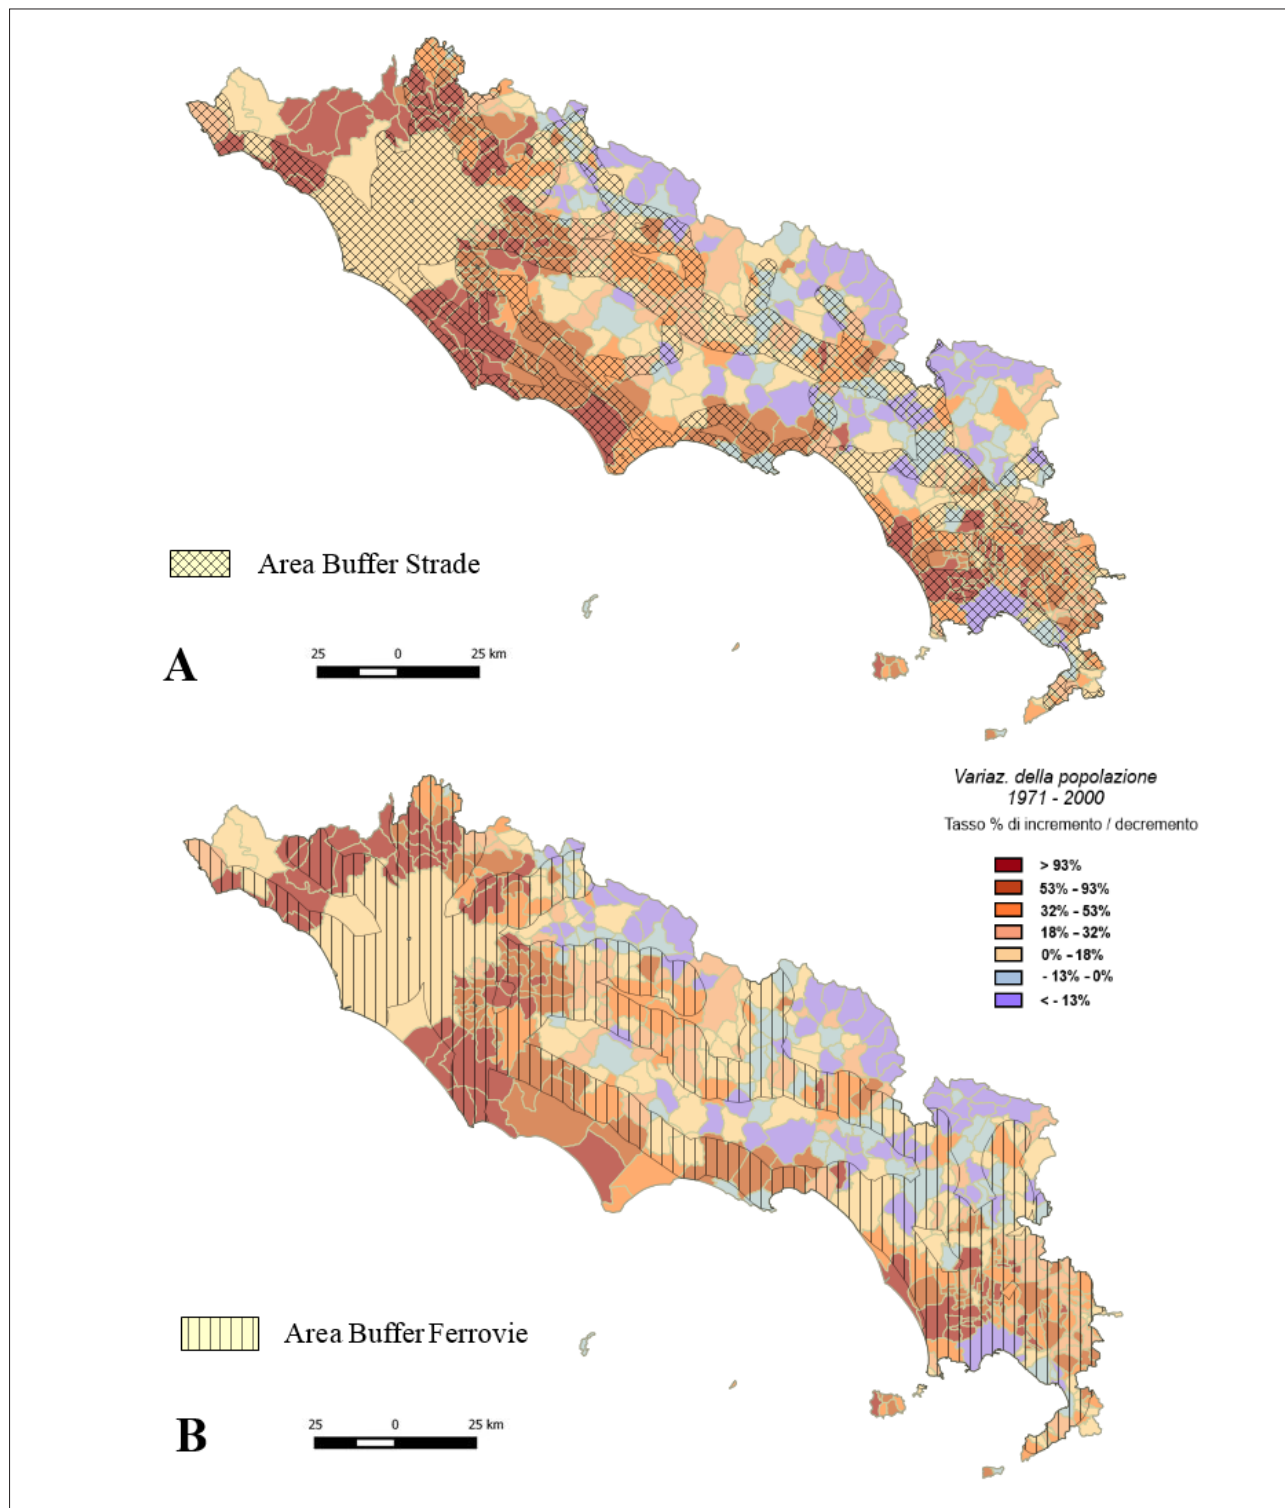 Area Buffer Strade
A
25 0 25 km
Variaz. della popolazione
1971 - 2000
Tasso % di incremento / decremento
> 93%
53% - 93%
32% - 53%
18% - 32%
0% - 18%
- 13% - 0%
< - 13%
Area Buffer Ferrovie
B
25 0 25 km